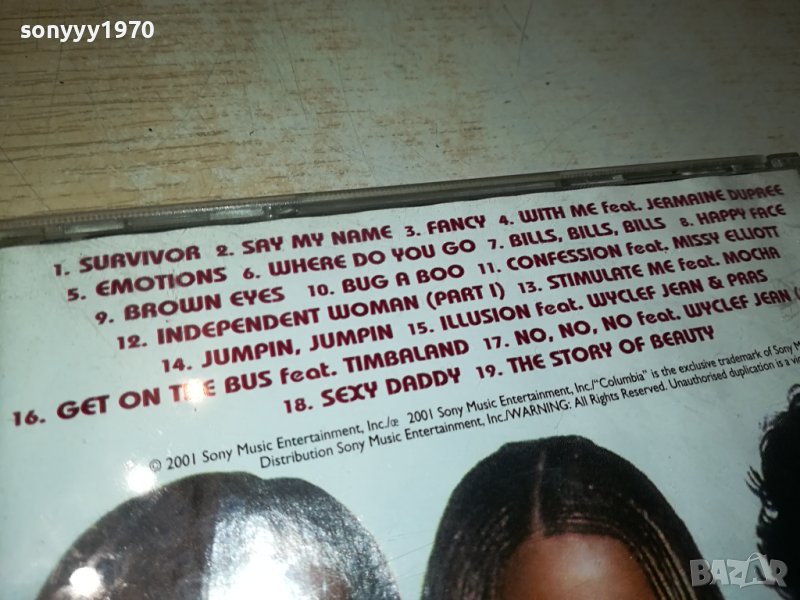 sonyyy1970
1. SURVIVOR 2. SAY MY NAME 3. FANCY 4. WITH ME feat. JERMAINE DUPREE
5. EMOTIONS 6. WHERE DO YOU GO 7. BILLS, BILLS, BILLS 8. HAPPY FACE
9. BROWN EYES 10. BUG A BOO 11. CONFESSION feat. MISSY ELLIOTT
12. INDEPENDENT WOMAN (PART I) 13. STIMULATE ME feat. MOCHA
14. JUMPIN, JUMPIN 15. ILLUSION feat. WYCLEF JEAN & PRAS
16. GET ON THE BUS feat. TIMBALAND 17. NO, NO, NO feat. WYCLEF JEAN
18. SEXY DADDY 19. THE STORY OF BEAUTY
© 2001 Sony Music Entertainment, Inc./œ 2001 Sony Music Entertainment, Inc./"Columbia" is the exclusive trademark of Sony
Distribution Sony Music Entertainment, Inc./WARNING: All Rights Reserved. Unauthorised duplication is a
BAZAR